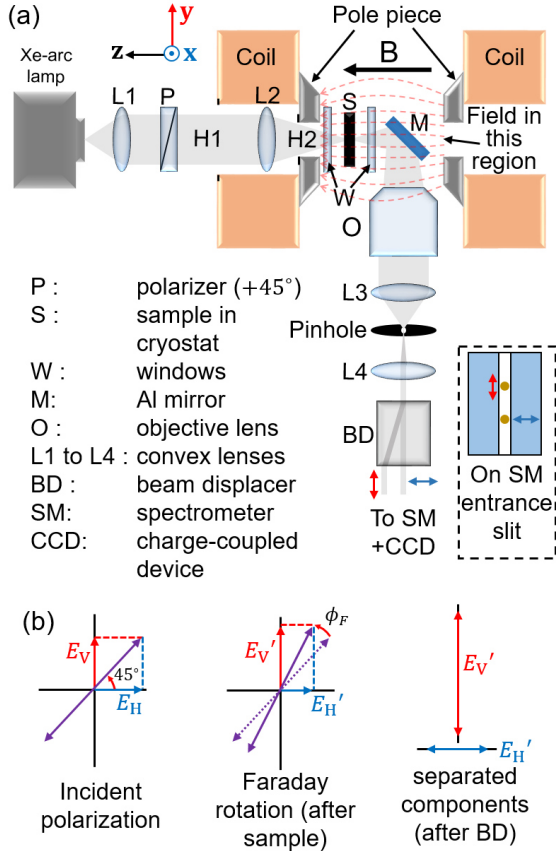 (a)
y
z
x
Xe-arc
lamp
L1
P
H1
L2
H2
Coil
Pole piece
B
Coil
S
M
Field in
this
region
W
O
P : polarizer (+45°)
S : sample in
cryostat
W : windows
M: Al mirror
O : objective lens
L1 to L4 : convex lenses
BD : beam displacer
SM: spectrometer
CCD: charge-coupled
device
L3
Pinhole
L4
BD
To SM
+CCD
On SM
entrance
slit
(b)
E_V
45°
E_H
Incident
polarization
ϕ_F
E_V′
E_H′
Faraday
rotation (after
sample)
E_V′
E_H′
separated
components
(after BD)